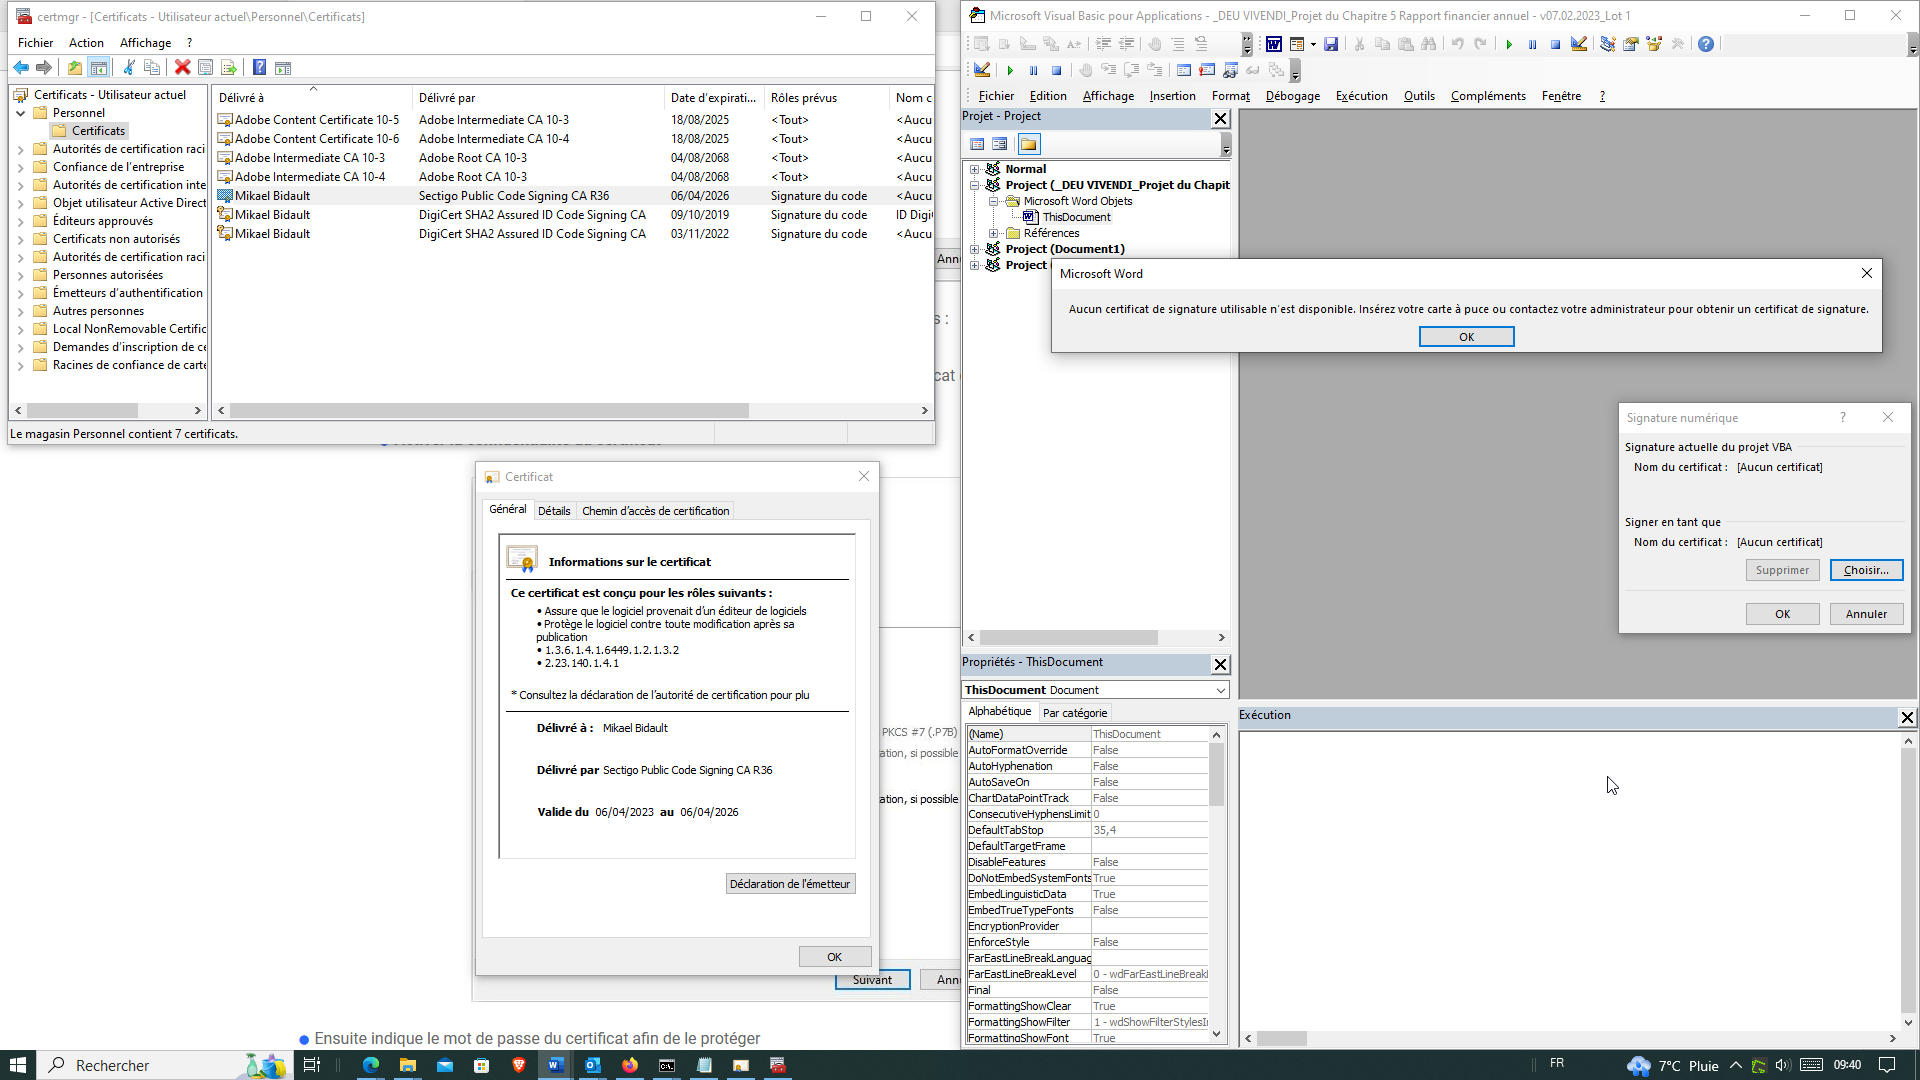 certmgr - [Certificats - Utilisateur actuel\Personnel\Certificats]
Fichier Action Affichage ?
Certificats - Utilisateur actuel
Personnel
Certificats
Autorités de certification raci
Confiance de l'entreprise
Autorités de certification inte
Objet utilisateur Active Direct
Éditeurs approuvés
Certificats non autorisés
Autorités de certification raci
Personnes autorisées
Émetteurs d'authentification
Autres personnes
Local NonRemovable Certific
Demandes d'inscription de ce
Racines de confiance de carte
Délivré à Délivré par Date d'expirati... Rôles prévus Nom c
Adobe Content Certificate 10-5 Adobe Intermediate CA 10-3 18/08/2025 <Tout> <Aucu
Adobe Content Certificate 10-6 Adobe Intermediate CA 10-4 18/08/2025 <Tout> <Aucu
Adobe Intermediate CA 10-3 Adobe Root CA 10-3 04/08/2068 <Tout> <Aucu
Adobe Intermediate CA 10-4 Adobe Root CA 10-3 04/08/2068 <Tout> <Aucu
Mikael Bidault Sectigo Public Code Signing CA R36 06/04/2026 Signature du code <Aucu
Mikael Bidault DigiCert SHA2 Assured ID Code Signing CA 09/10/2019 Signature du code ID Digi
Mikael Bidault DigiCert SHA2 Assured ID Code Signing CA 03/11/2022 Signature du code <Aucu
Le magasin Personnel contient 7 certificats.
Annu
s :
cat
Certificat
Général Détails Chemin d'accès de certification
Informations sur le certificat
Ce certificat est conçu pour les rôles suivants :
• Assure que le logiciel provenait d'un éditeur de logiciels
• Protège le logiciel contre toute modification après sa
publication
• 1.3.6.1.4.1.6449.1.2.1.3.2
• 2.23.140.1.4.1
* Consultez la déclaration de l'autorité de certification pour plu
Délivré à : Mikael Bidault
Délivré par Sectigo Public Code Signing CA R36
Valide du 06/04/2023 au 06/04/2026
Déclaration de l'émetteur
OK
PKCS #7 (.P7B)
ation, si possible
ation, si possible
Suivant Annu
● Ensuite indique le mot de passe du certificat afin de le protéger
Microsoft Visual Basic pour Applications - _DEU VIVENDI_Projet du Chapitre 5 Rapport financier annuel - v07.02.2023_Lot 1
Fichier Edition Affichage Insertion Format Débogage Exécution Outils Compléments Fenêtre ?
Projet - Project
Normal
Project (_DEU VIVENDI_Projet du Chapit
Microsoft Word Objets
ThisDocument
Références
Project (Document1)
Project (
Microsoft Word
Aucun certificat de signature utilisable n'est disponible. Insérez votre carte à puce ou contactez votre administrateur pour obtenir un certificat de signature.
OK
Signature numérique ?
Signature actuelle du projet VBA
Nom du certificat : [Aucun certificat]
Signer en tant que
Nom du certificat : [Aucun certificat]
Supprimer Choisir...
OK Annuler
Propriétés - ThisDocument
ThisDocument Document
Alphabétique Par catégorie
(Name) ThisDocument
AutoFormatOverride False
AutoHyphenation False
AutoSaveOn False
ChartDataPointTrack False
ConsecutiveHyphensLimit 0
DefaultTabStop 35,4
DefaultTargetFrame
DisableFeatures False
DoNotEmbedSystemFonts True
EmbedLinguisticData True
EmbedTrueTypeFonts False
EncryptionProvider
EnforceStyle False
FarEastLineBreakLanguag
FarEastLineBreakLevel 0 - wdFarEastLineBreakl
Final False
FormattingShowClear True
FormattingShowFilter 1 - wdShowFilterStylesI
FormattingShowFont True
Exécution
Rechercher
FR 7°C Pluie 09:40